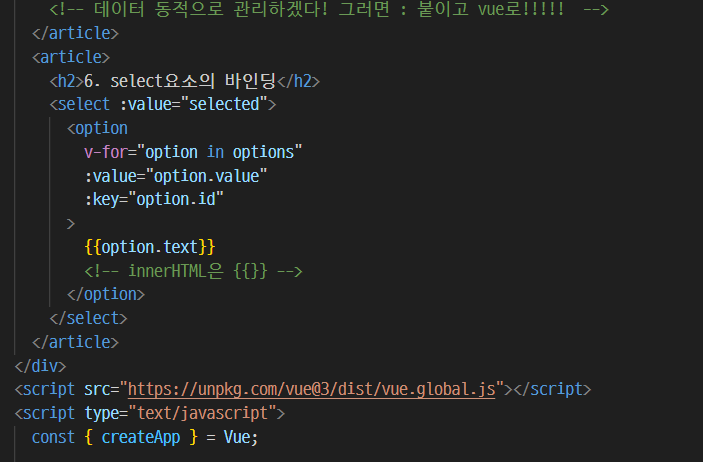 <!-- 데이터 동적으로 관리하겠다! 그러면 : 붙이고 vue로!!!!!  -->
</article>
<article>
<h2>6. select요소의 바인딩</h2>
<select :value="selected">
<option
v-for="option in options"
:value="option.value"
:key="option.id"
>
{{option.text}}
<!-- innerHTML은 {{}} -->
</option>
</select>
</article>
</div>
<script src="https://unpkg.com/vue@3/dist/vue.global.js"></script>
<script type="text/javascript">
const { createApp } = Vue;